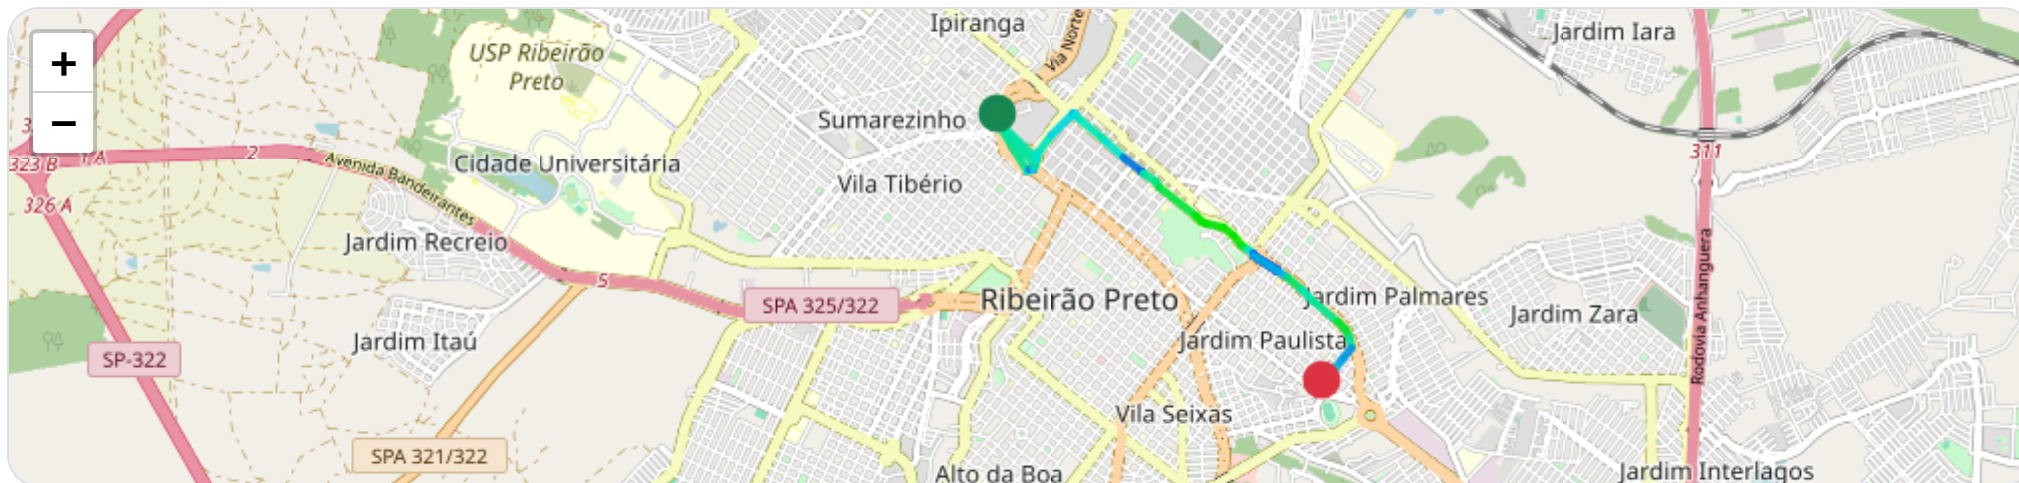 +
−
Ipiranga
Via Norte
Jardim Iara
USP Ribeirão
Preto
Sumarezinho
323 B
1 A
2
Avenida Bandeirantes
Cidade Universitária
311
326 A
Vila Tibério
Jardim Recreio
5
SPA 325/322
Ribeirão Preto
Jardim Palmares
Jardim Zara
Rodovia Anhanguera
Jardim Itaú
Jardim Paulista
SP-322
Vila Seixas
SPA 321/322
Alto da Boa
Jardim Interlagos